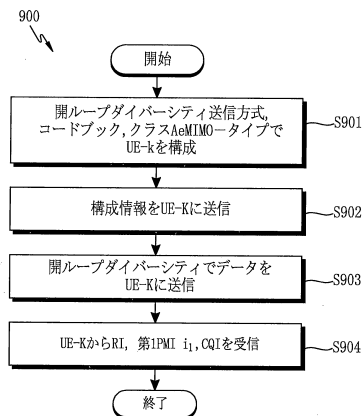 900
開始
開ループダイバーシティ送信方式,
コードブック,クラスAeMIMO-タイプで
UE-kを構成
S901
構成情報をUE-Kに送信
S902
開ループダイバーシティでデータを
UE-Kに送信
S903
UE-KからRI, 第1PMI i₁,CQIを受信
S904
終了